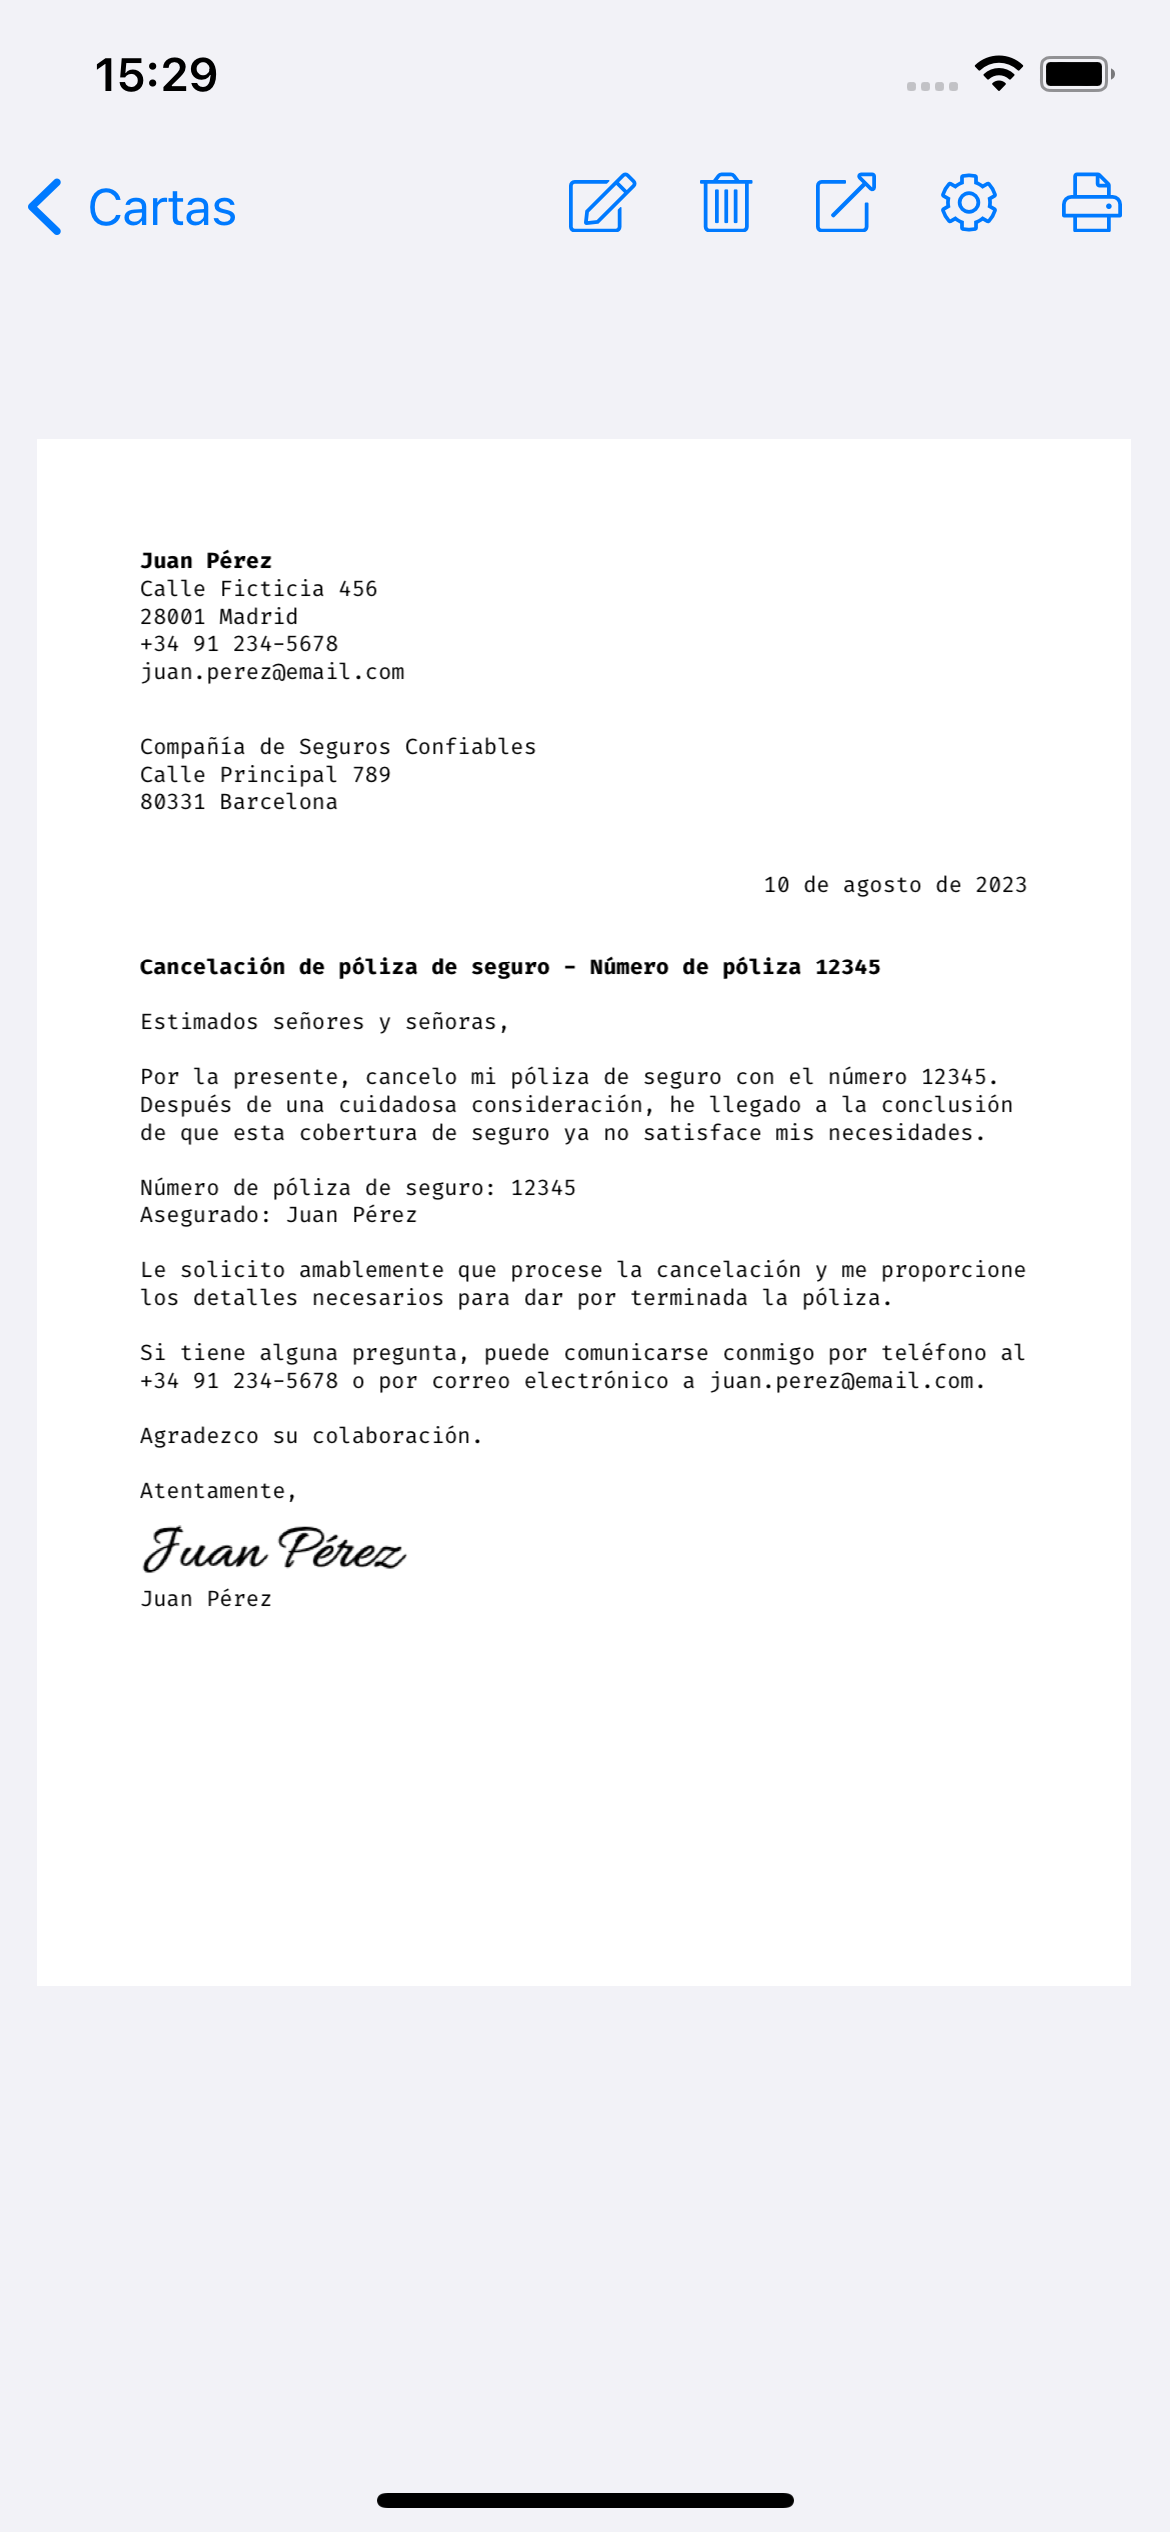 15:29
Cartas
Juan Pérez
Calle Ficticia 456
28001 Madrid
+34 91 234-5678
juan.perez@email.com
Compañía de Seguros Confiables
Calle Principal 789
80331 Barcelona
10 de agosto de 2023
Cancelación de póliza de seguro - Número de póliza 12345
Estimados señores y señoras,
Por la presente, cancelo mi póliza de seguro con el número 12345.
Después de una cuidadosa consideración, he llegado a la conclusión
de que esta cobertura de seguro ya no satisface mis necesidades.
Número de póliza de seguro: 12345
Asegurado: Juan Pérez
Le solicito amablemente que procese la cancelación y me proporcione
los detalles necesarios para dar por terminada la póliza.
Si tiene alguna pregunta, puede comunicarse conmigo por teléfono al
+34 91 234-5678 o por correo electrónico a juan.perez@email.com.
Agradezco su colaboración.
Atentamente,
Juan Pérez
Juan Pérez